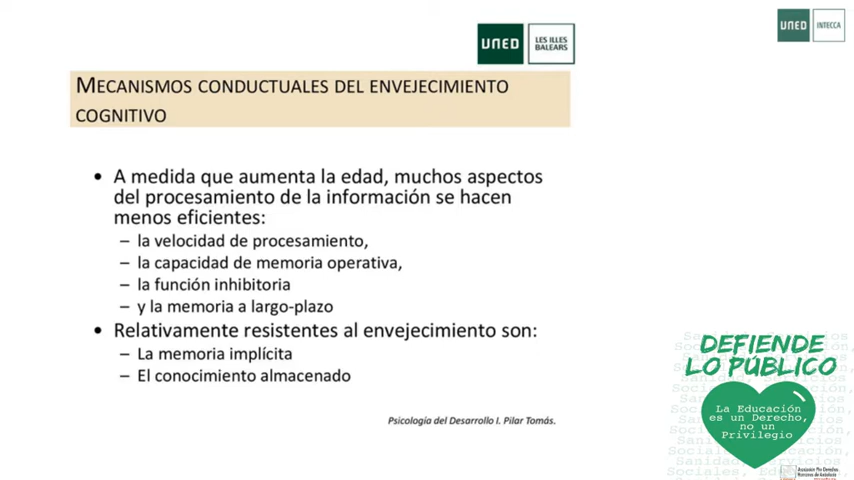 UNED
LES ILLES
BALEARS
UNED
INTECCA
MECANISMOS CONDUCTUALES DEL ENVEJECIMIENTO
COGNITIVO
• A medida que aumenta la edad, muchos aspectos
del procesamiento de la información se hacen
menos eficientes:
– la velocidad de procesamiento,
– la capacidad de memoria operativa,
– la función inhibitoria
– y la memoria a largo-plazo
• Relativamente resistentes al envejecimiento son:
– La memoria implícita
– El conocimiento almacenado
Psicología del Desarrollo I. Pilar Tomás.
DEFIENDE
LO PÚBLICO
La Educación
es un Derecho,
no un
Privilegio